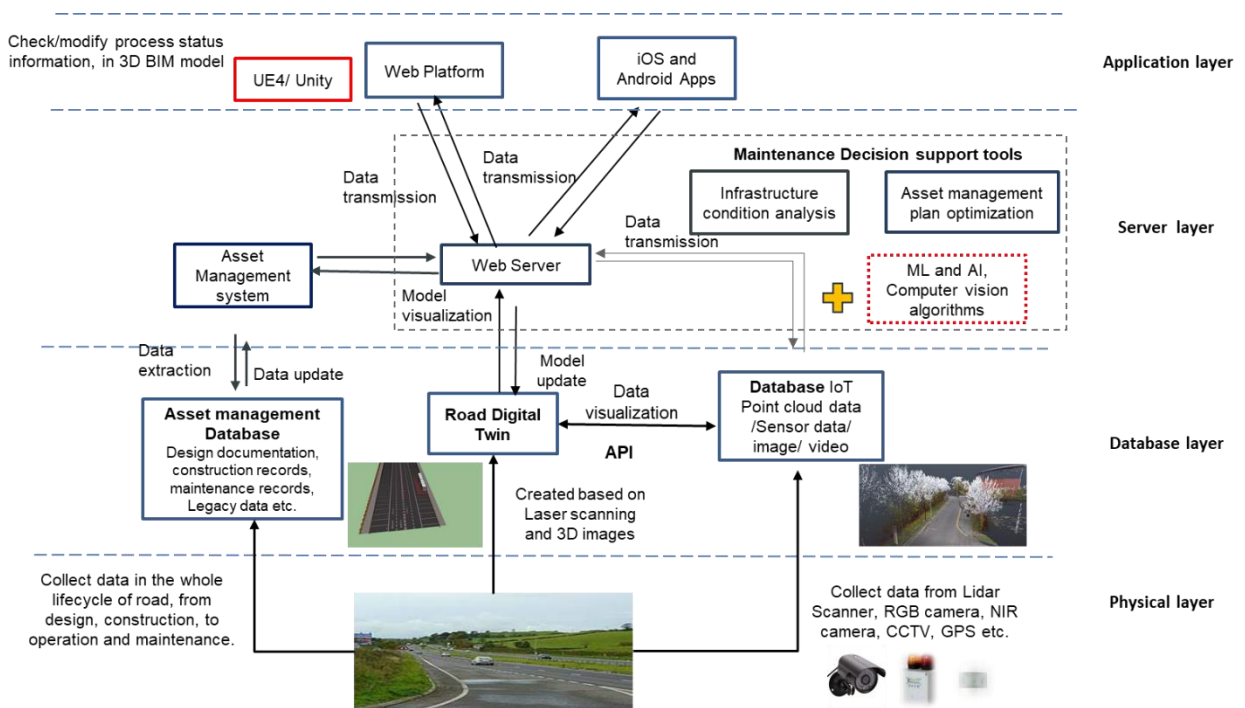 Check/modify process status
information, in 3D BIM model
UE4/ Unity
Web Platform
iOS and
Android Apps
Application layer
Data
transmission
Data
transmission
Maintenance Decision support tools
Infrastructure
condition analysis
Asset management
plan optimization
Data
transmission
Server layer
Asset
Management
system
Web Server
ML and AI,
Computer vision
algorithms
Model
visualization
Data
extraction
Data update
Model
update
Asset management
Database
Design documentation,
construction records,
maintenance records,
Legacy data etc.
Road Digital
Twin
Data
visualization
API
Database IoT
Point cloud data
/Sensor data/
image/ video
Database layer
Created based on
Laser scanning
and 3D images
Collect data in the whole
lifecycle of road, from
design, construction, to
operation and maintenance.
Collect data from Lidar
Scanner, RGB camera, NIR
camera, CCTV, GPS etc.
Physical layer